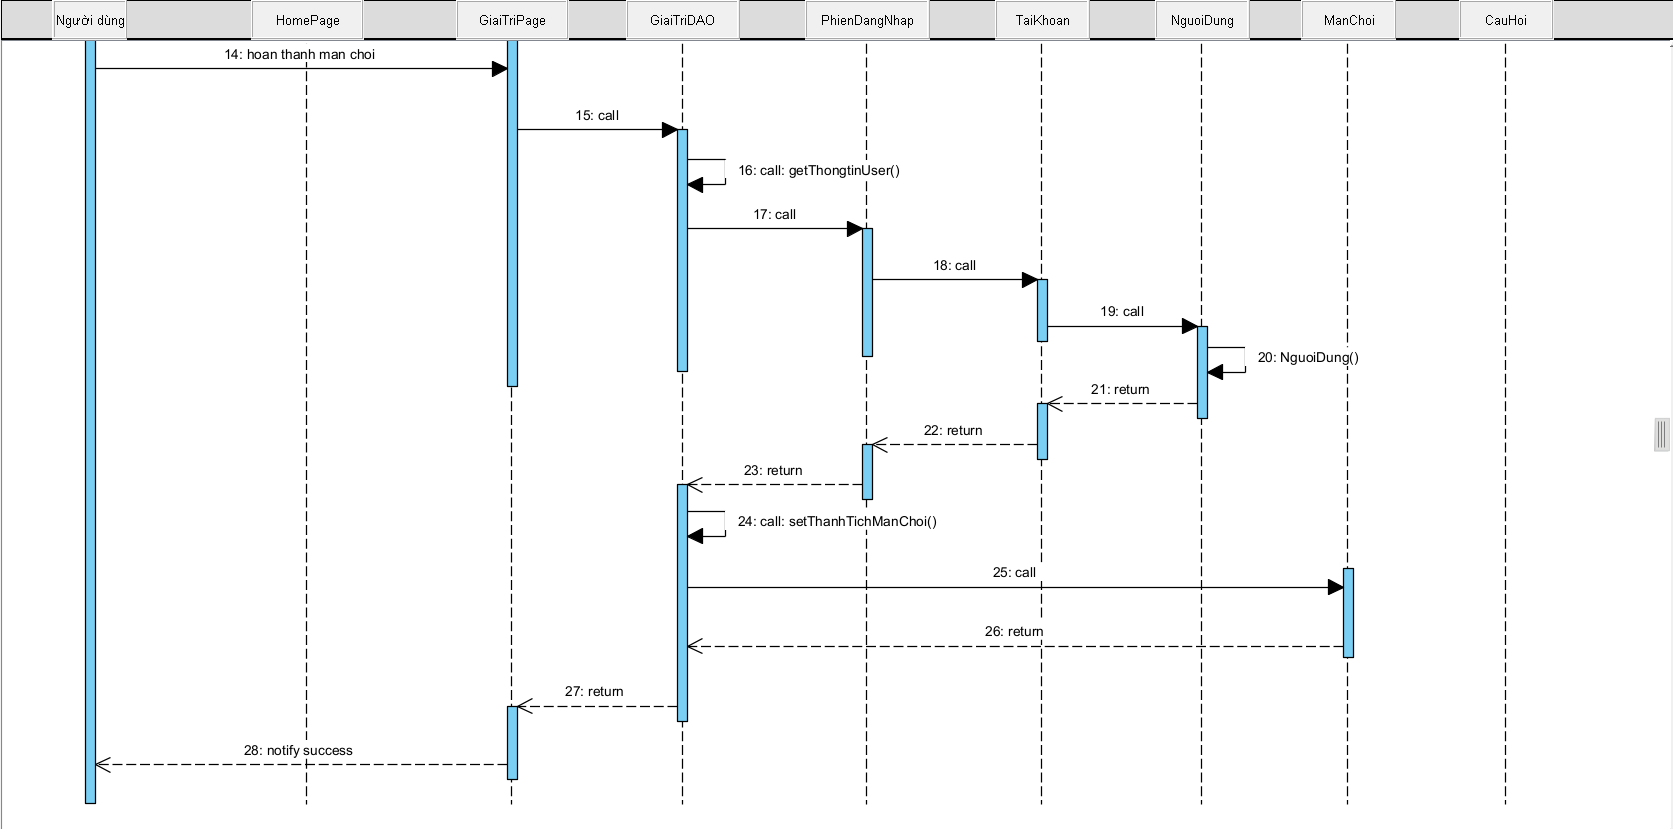 Người dùng
HomePage
GiaiTriPage
GiaiTriDAO
PhienDangNhap
TaiKhoan
NguoiDung
ManChoi
CauHoi
14: hoan thanh man choi
15: call
16: call: getThongtinUser()
17: call
18: call
19: call
20: NguoiDung()
21: return
22: return
23: return
24: call: setThanhTichManChoi()
25: call
26: return
27: return
28: notify success